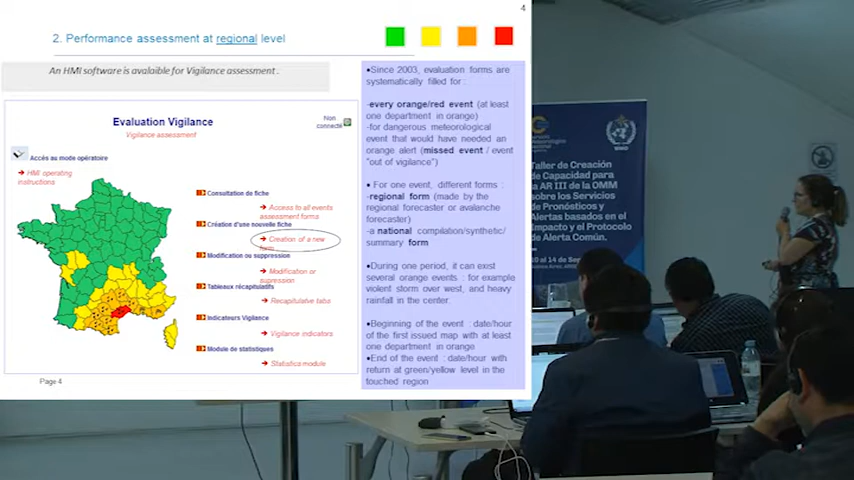 4
2. Performance assessment at regional level
An HMI software is avalaible for Vigilance assessment .
Evaluation Vigilance
Vigilance assessment
Non
connecté
Accès au mode opératoire
➔ HMI operating
instructions
Consultation de fiche
➔ Access to all events
assessment forms
Création d'une nouvelle fiche
➔ Creation of a new
form
Modification ou suppression
➔ Modification or
supression
Tableaux récapitulatifs
➔ Recapitulative tabs
Indicateurs Vigilance
➔ Vigilance indicators
Module de statistiques
➔ Statistics module
Page 4
•Since 2003, evaluation forms are
systematically filled for :
-every orange/red event (at least
one department in orange)
-for dangerous meteorological
event that would have needed an
orange alert (missed event / event
"out of vigilance")
• For one event, different forms :
-regional form (made by the
regional forecaster or avalanche
forecaster)
-a national compilation/synthetic/
summary form
•During one period, it can exist
several orange events : for example
violent storm over west, and heavy
rainfall in the center.
•Beginning of the event : date/hour
of the first issued map with at least
one department in orange
•End of the event : date/hour with
return at green/yellow level in the
touched region
Taller de Creación
de Capacidad para
la AR III de la OMM
sobre los Servicios
de Pronósticos y
Alertas basados en el
Impacto y el Protocolo
de Alerta Común.
10 al 14 de Se